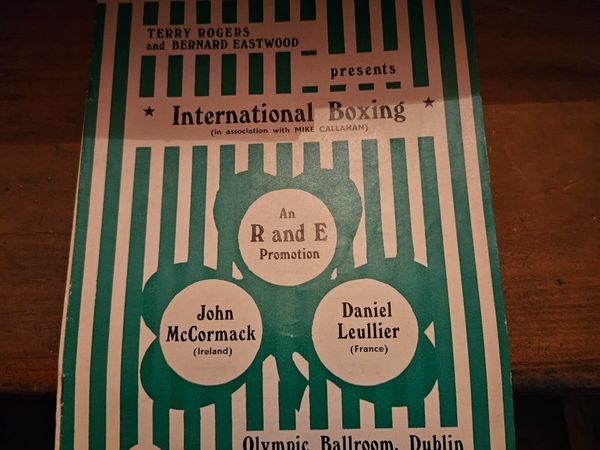 TERRY ROGERS
and BERNARD EASTWOOD
presents
International Boxing
(in association with MIKE CALLAHAN)
An
R and E
Promotion
John
McCormack
(Ireland)
Daniel
Leullier
(France)
Olympic Ballroom, Dublin